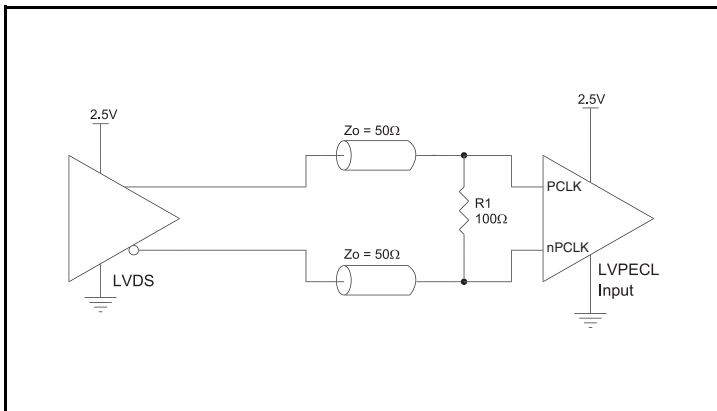 2.5V
2.5V
Zo = 50Ω
PCLK
R1
100Ω
nPCLK
Zo = 50Ω
LVDS
LVPECL
Input